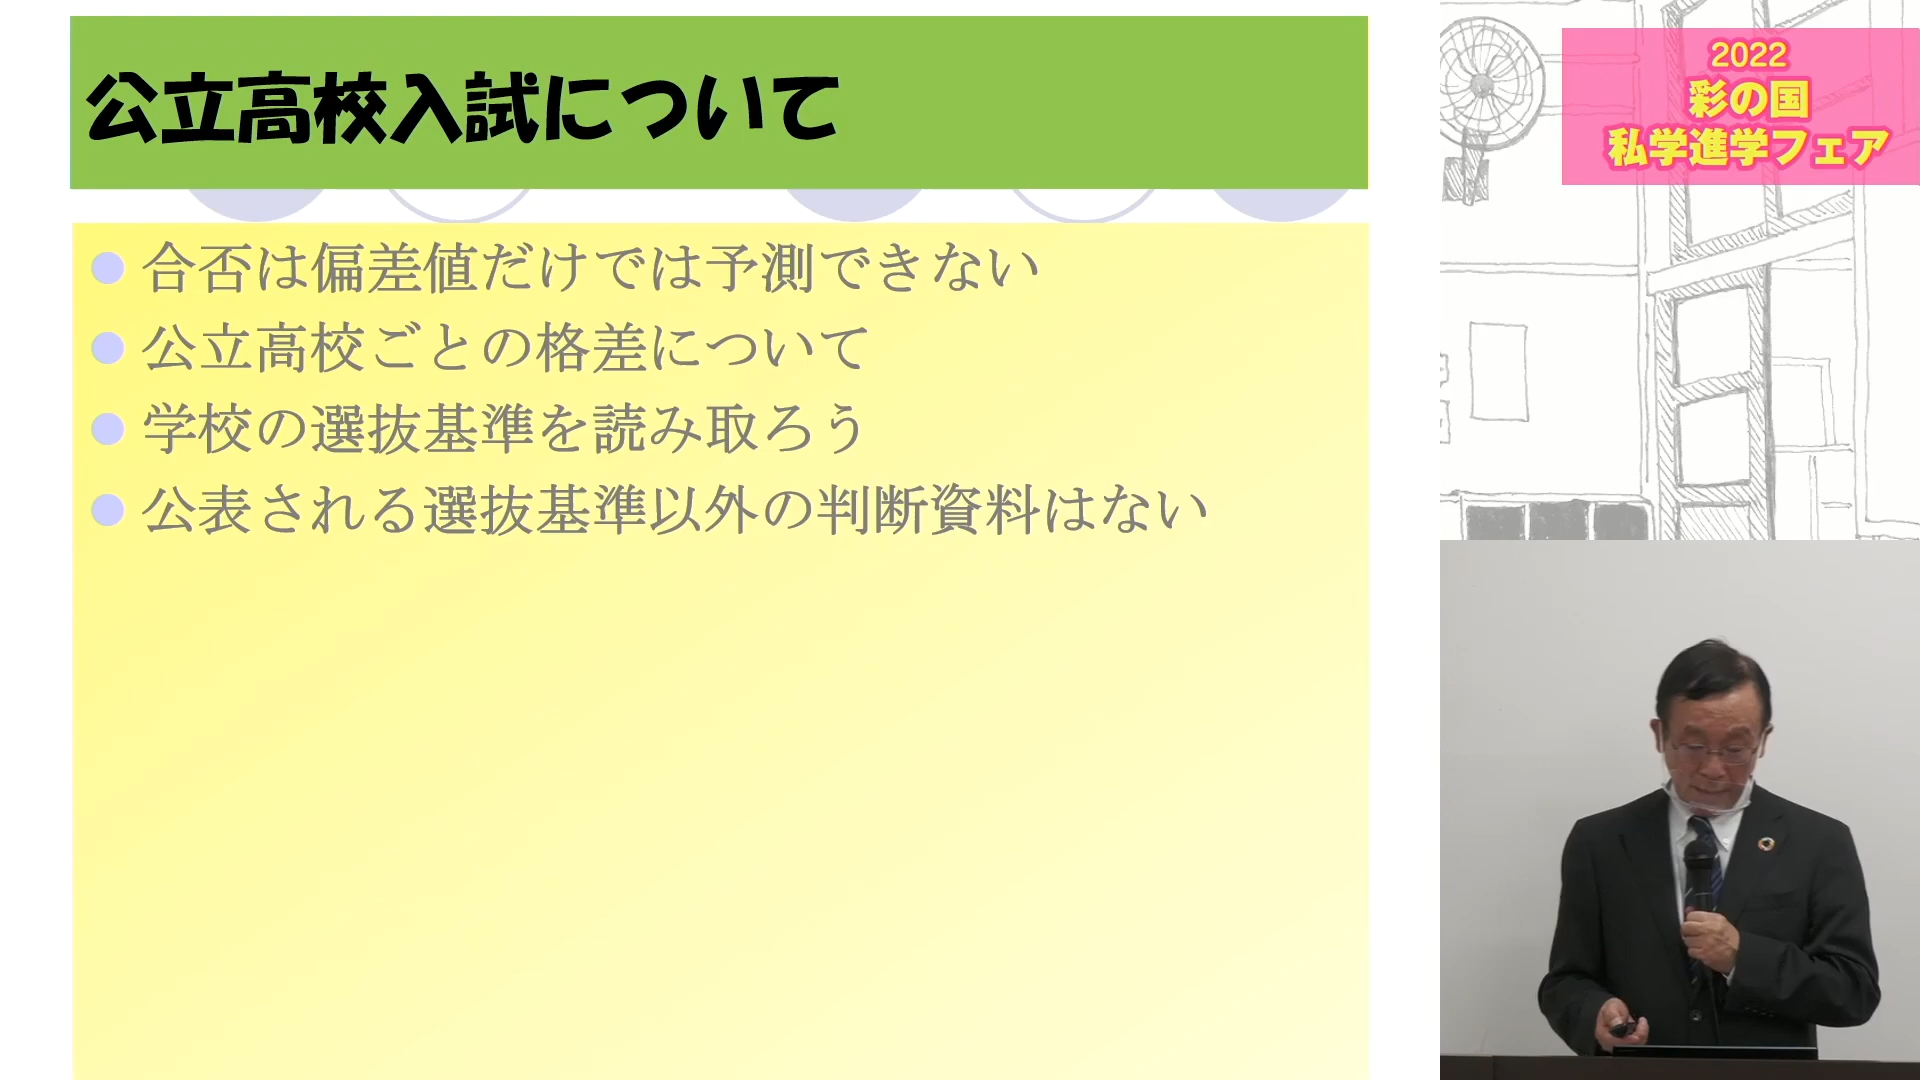 公立高校入試について
合否は偏差値だけでは予測できない
公立高校ごとの格差について
学校の選抜基準を読み取ろう
公表される選抜基準以外の判断資料はない
2022
彩の国
私学進学フェア